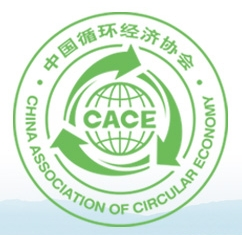 ·中国循环经济协会·
CACE
CHINA ASSOCIATION OF CIRCULAR ECONOMY